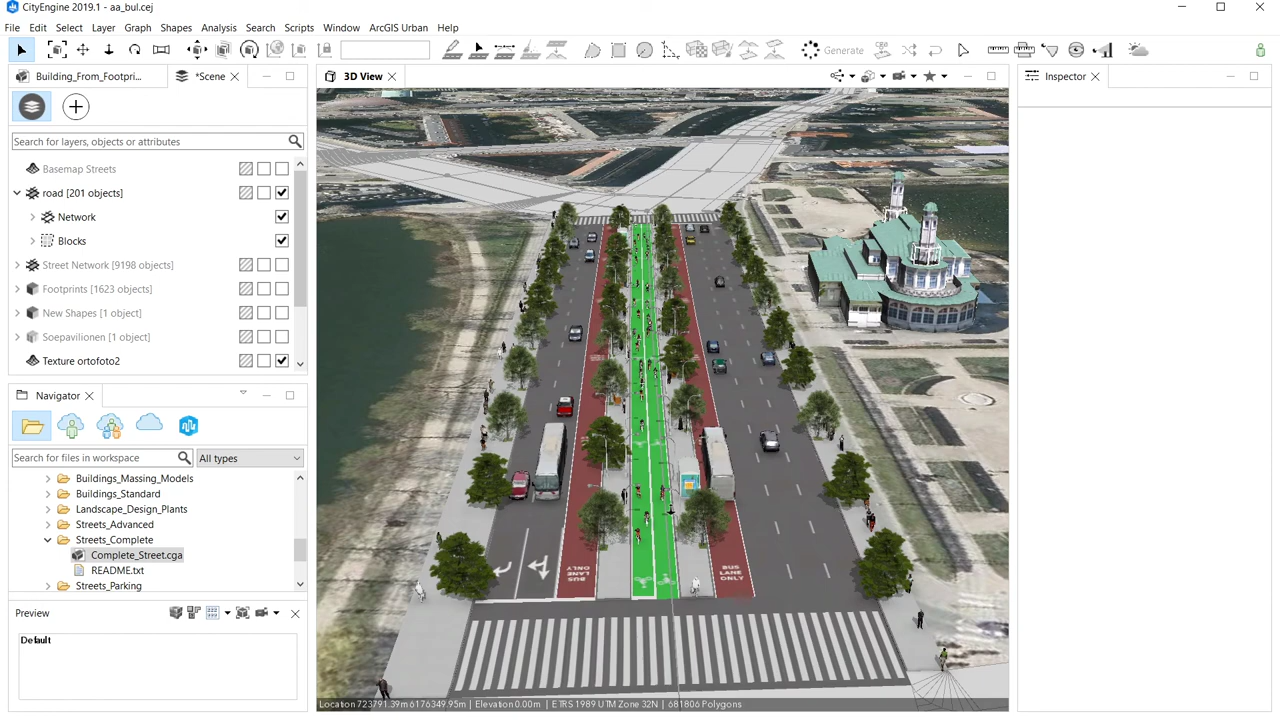 CityEngine 2019.1 - aa_bul.cej
File Edit Select Layer Graph Shapes Analysis Search Scripts Window ArcGIS Urban Help
Generate
Building_From_Footpri...
*Scene
3D View
Inspector
Search for layers, objects or attributes
Basemap Streets
road [201 objects]
Network
Blocks
Street Network [9198 objects]
Footprints [1623 objects]
New Shapes [1 object]
Soepavilionen [1 object]
Texture ortofoto2
Navigator
Search for files in workspace
All types
Buildings_Massing_Models
Buildings_Standard
Landscape_Design_Plants
Streets_Advanced
Streets_Complete
Complete_Street.cga
README.txt
Streets_Parking
Preview
Default
BUS
LANE
ONLY
BUS
LANE
ONLY
Location 723791.39m 6176349.95m | Elevation 0.00m | ETRS 1989 UTM Zone 32N | 681806 Polygons